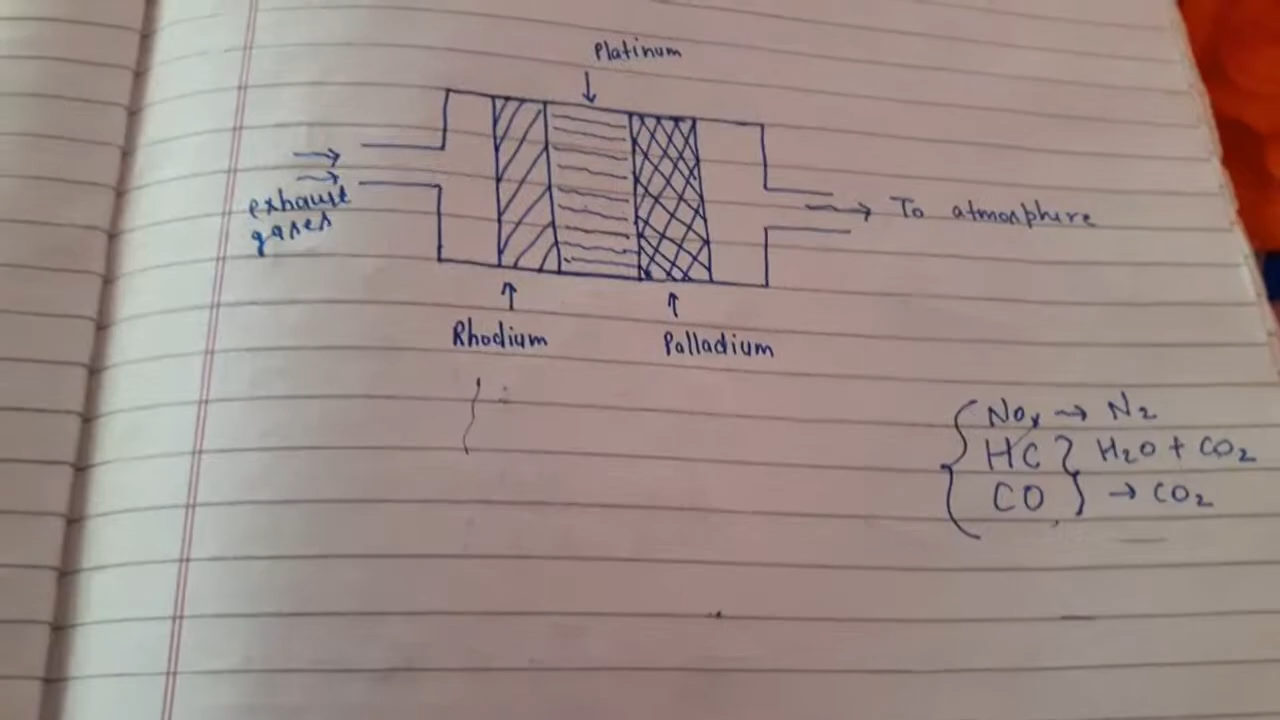 Platinum
exhaust
gases
To atmosphere
Rhodium
Palladium
NOx → N2
HC } H2O + CO2
CO } → CO2